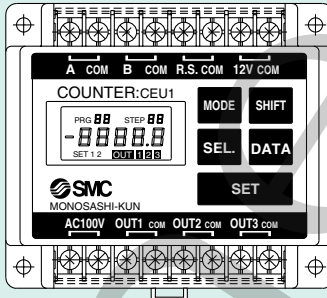 A COM B COM R.S. COM 12V COM
COUNTER:CEU1
MODE SHIFT
PRG 88 STEP 88
-88888.8
SEL. DATA
SET 1 2 OUT 1 2 3
SET
SMC
MONOSASHI-KUN
AC100V OUT1 COM OUT2 COM OUT3 COM